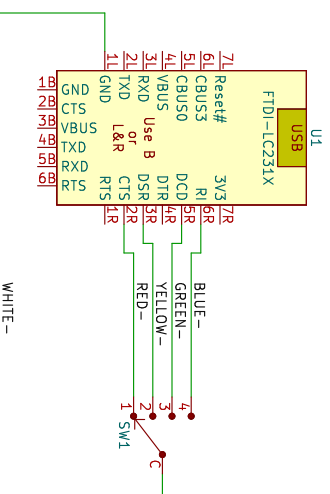 1L
2L
3L
4L
5L
6L
7L
GND
TXD
RXD
VBUS
CBUS0
CBUS3
Reset#
1B GND
2B CTS
3B VBUS
4B TXD
5B RXD
6B RTS
Use B
or
L&R
FTDI-LC231X
USB
U1
RTS
CTS
DSR
DTR
DCD
RI
3V3
1R
2R
3R
4R
5R
6R
7R
WHITE-
RED-
YELLOW-
GREEN-
BLUE-
1
2
3
4
SW1
C